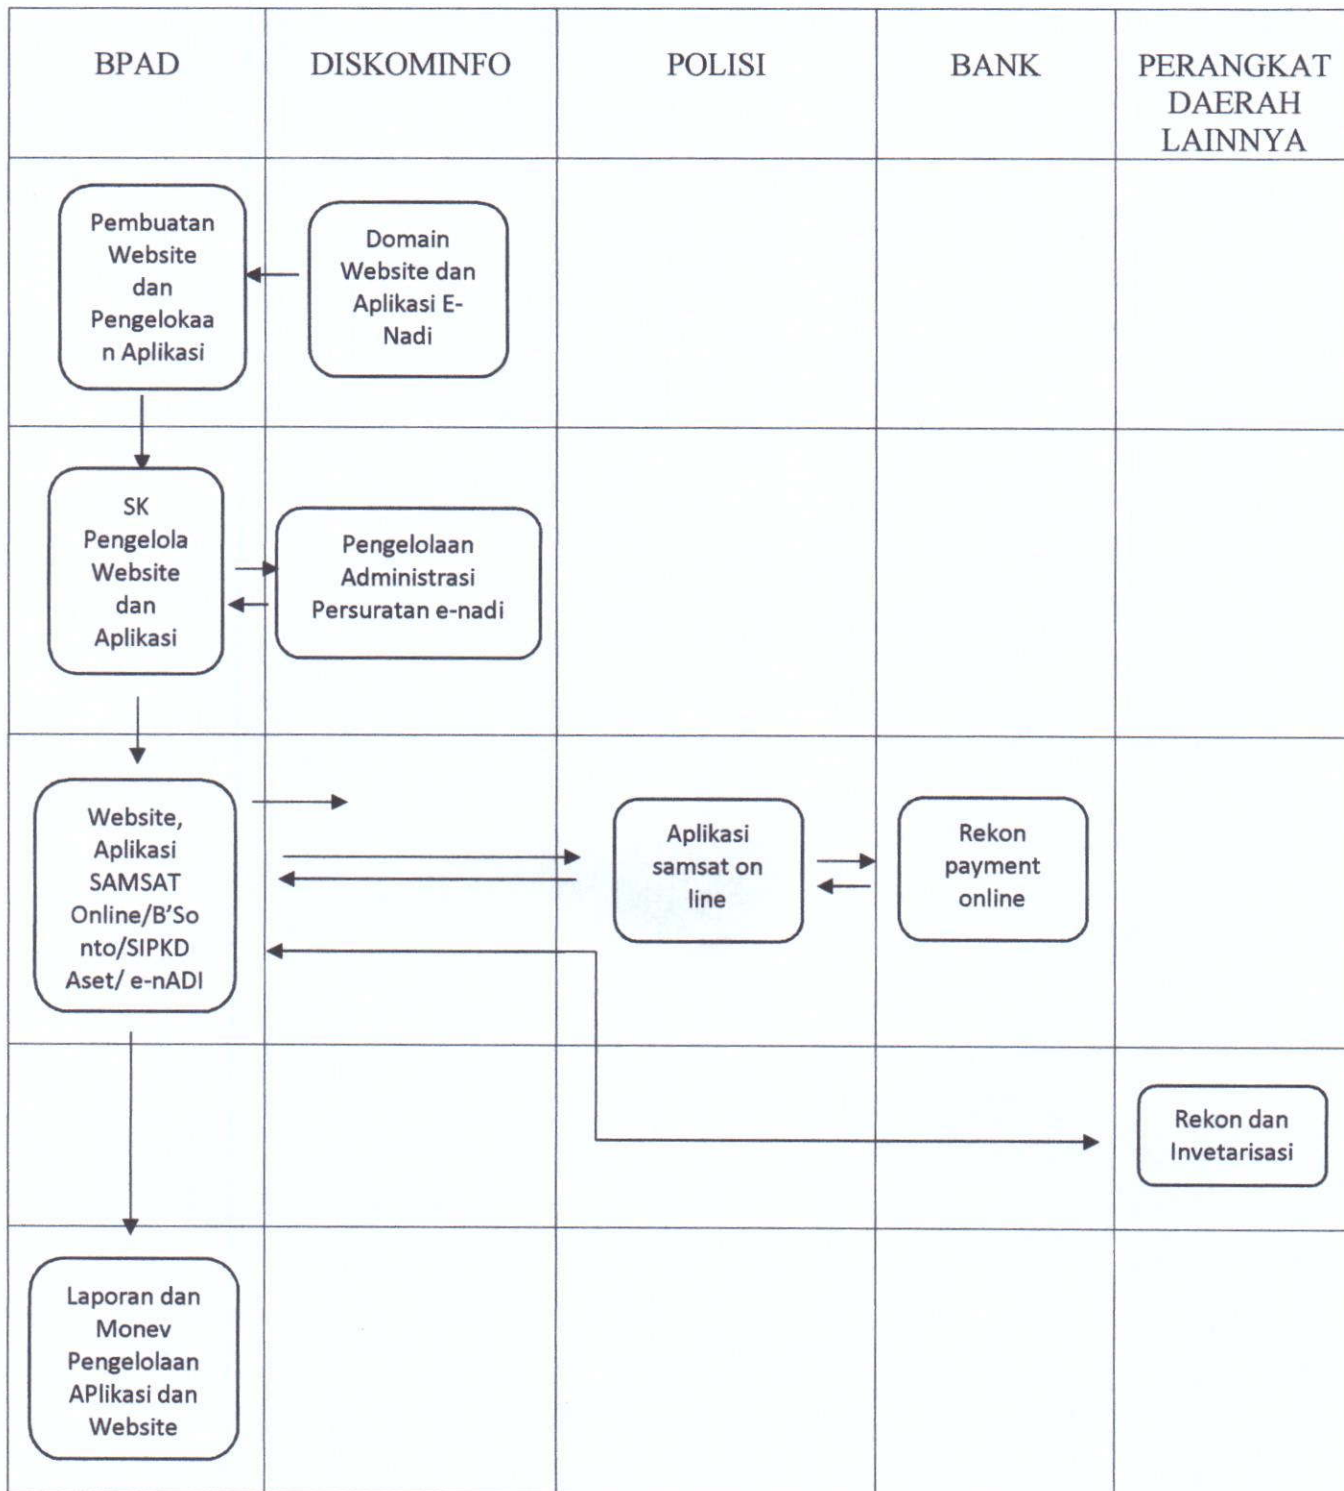 BPAD
DISKOMINFO
POLISI
BANK
PERANGKAT
DAERAH
LAINNYA
Pembuatan
Website
dan
Pengelokaa
n Aplikasi
Domain
Website dan
Aplikasi E-
Nadi
SK
Pengelola
Website
dan
Aplikasi
Pengelolaan
Administrasi
Persuratan e-nadi
Website,
Aplikasi
SAMSAT
Online/B'So
nto/SIPKD
Aset/ e-nADI
Aplikasi
samsat on
line
Rekon
payment
online
Rekon dan
Invetarisasi
Laporan dan
Monev
Pengelolaan
APlikasi dan
Website